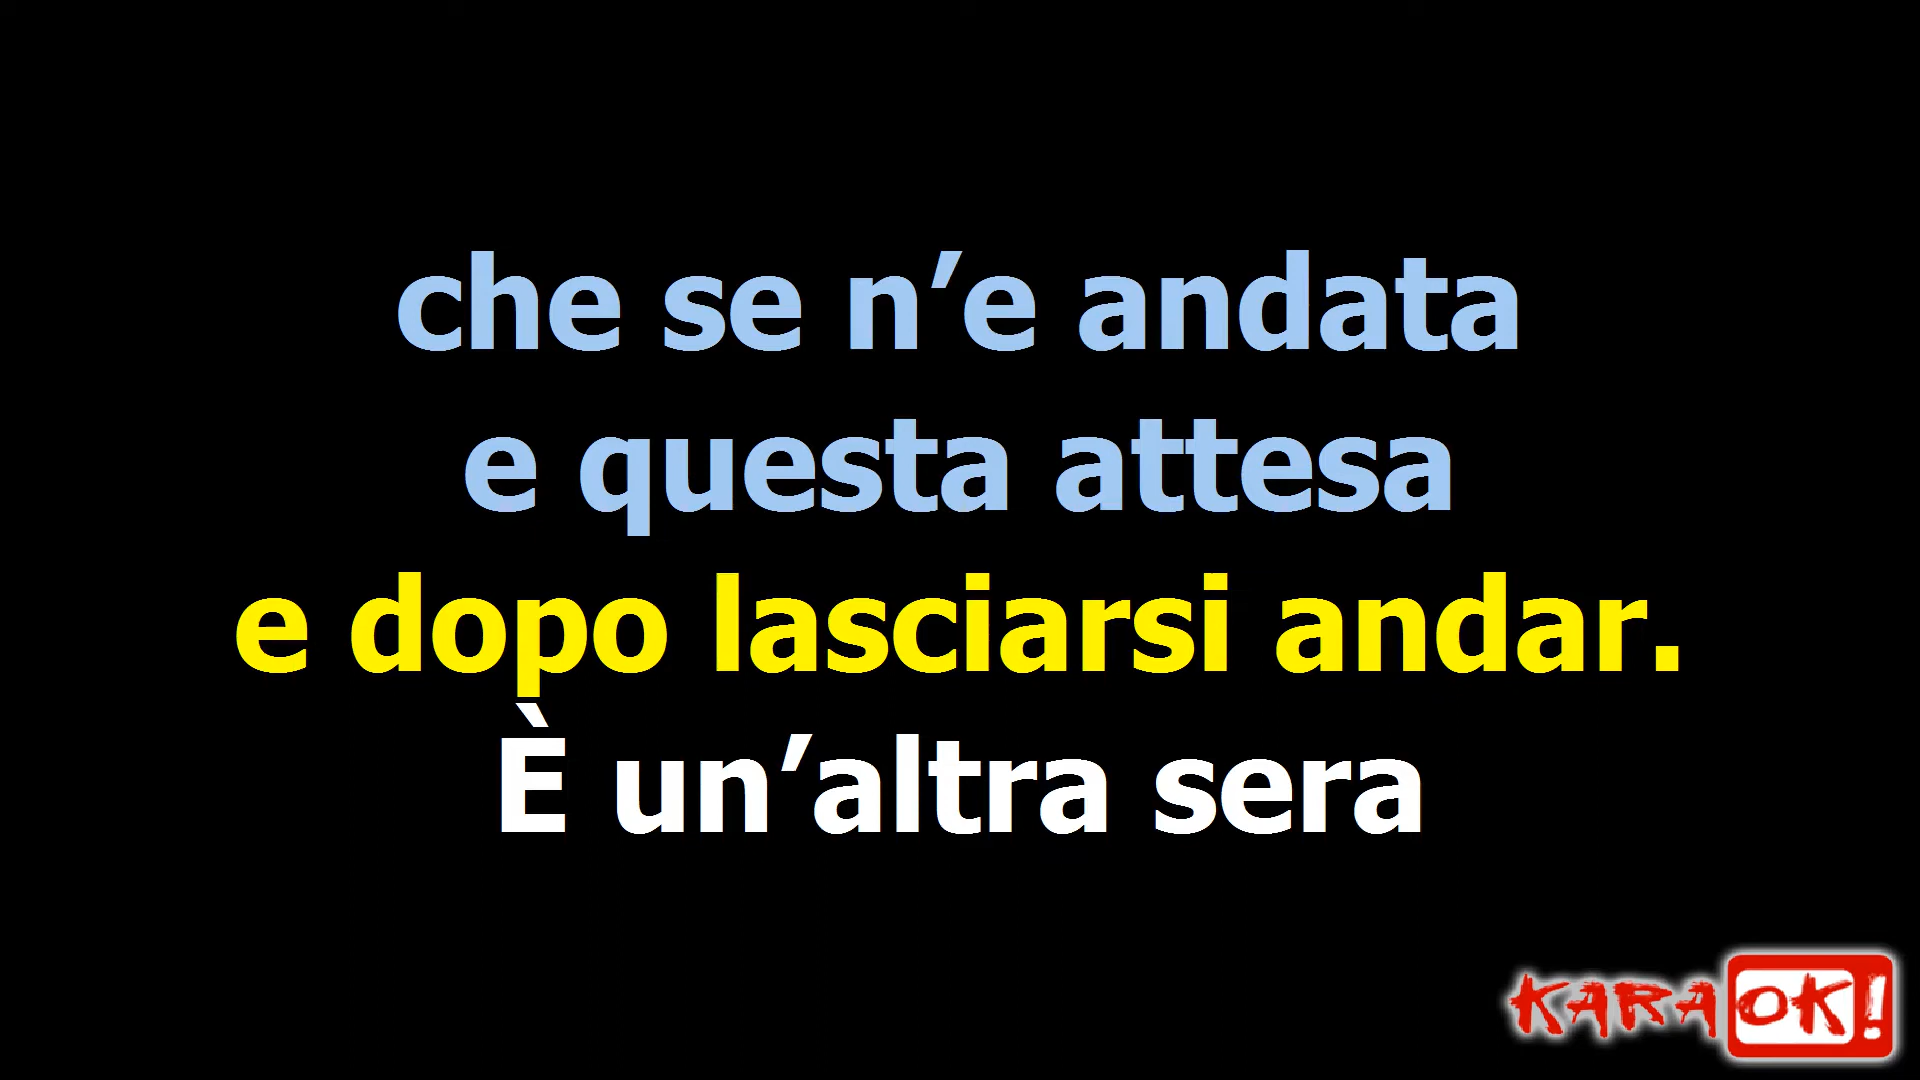 che se n’e andata
e questa attesa
e dopo lasciarsi andar.
È un’altra sera
KARAOK!